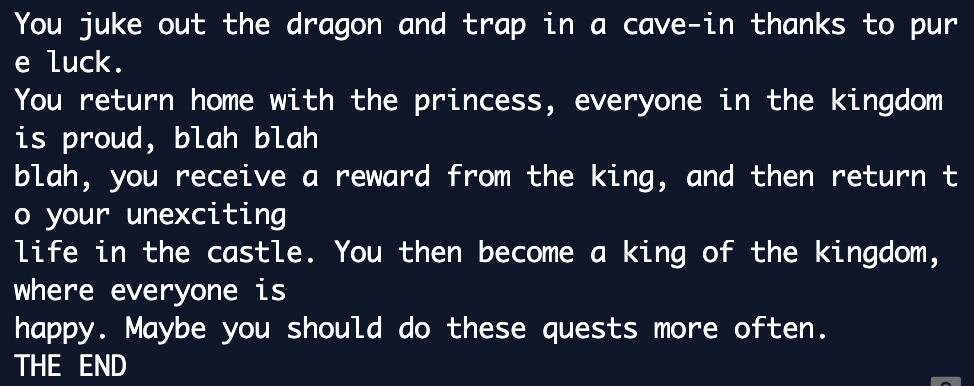 You juke out the dragon and trap in a cave-in thanks to pur
e luck.
You return home with the princess, everyone in the kingdom
is proud, blah blah
blah, you receive a reward from the king, and then return t
o your unexciting
life in the castle. You then become a king of the kingdom,
where everyone is
happy. Maybe you should do these quests more often.
THE END